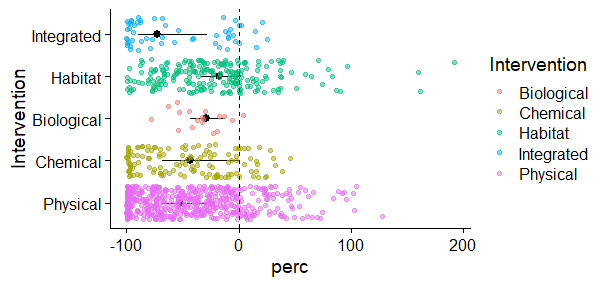 Integrated
Habitat
Biological
Chemical
Physical
Intervention
-100
0
100
200
perc
Intervention
Biological
Chemical
Habitat
Integrated
Physical